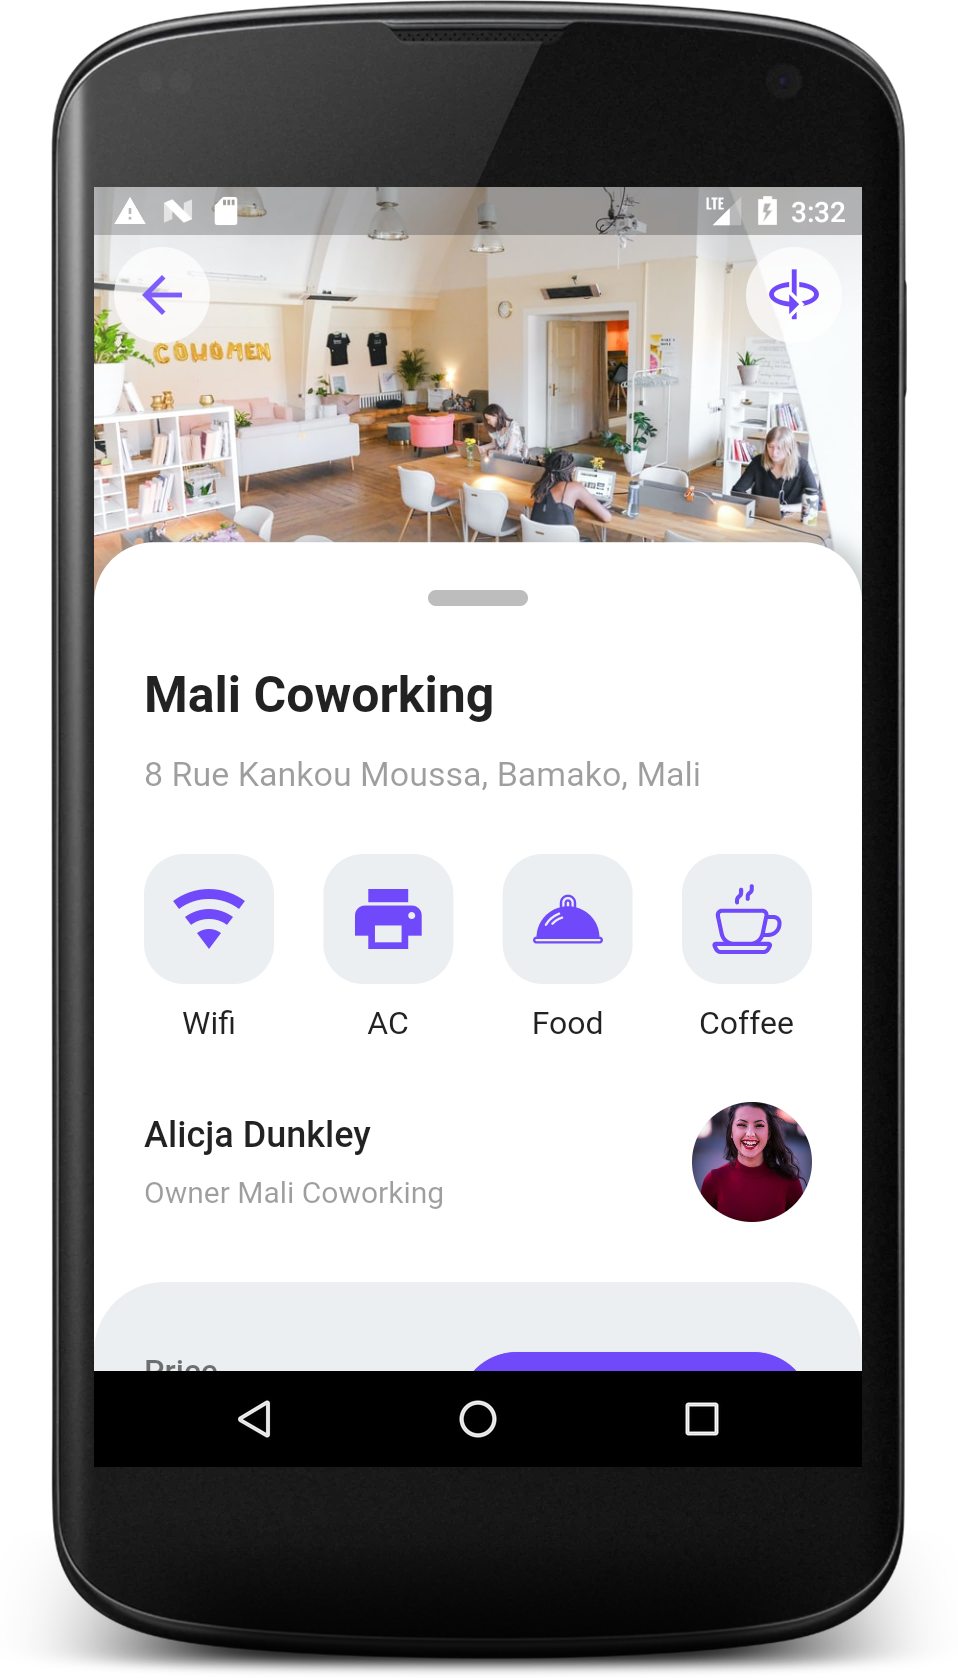 LTE
3:32
COWOMEN
Mali Coworking
8 Rue Kankou Moussa, Bamako, Mali
Wifi
AC
Food
Coffee
Alicja Dunkley
Owner Mali Coworking
Price